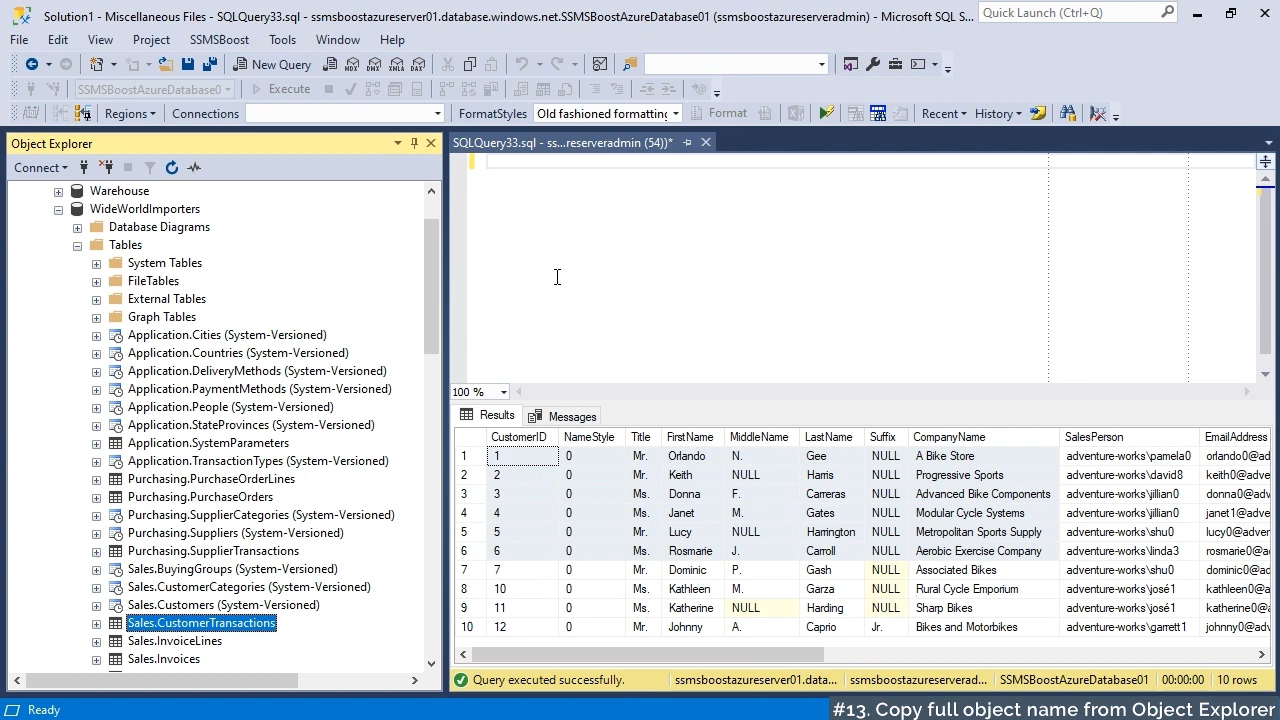 Solution1 - Miscellaneous Files - SQLQuery33.sql - ssmsboostazureserver01.database.windows.net.SSMSBoostAzureDatabase01 (ssmsboostazureserveradmin) - Microsoft SQL S...
Quick Launch (Ctrl+Q)
File Edit View Project SSMSBoost Tools Window Help
New Query MDX DMX XMLA DAX
SSMSBoostAzureDatabase0 Execute
Regions Connections FormatStyles Old fashioned formatting Format Recent History
Object Explorer
SQLQuery33.sql - ss...reserveradmin (54))*
Connect
Warehouse
WideWorldImporters
Database Diagrams
Tables
System Tables
FileTables
External Tables
Graph Tables
Application.Cities (System-Versioned)
Application.Countries (System-Versioned)
Application.DeliveryMethods (System-Versioned)
Application.PaymentMethods (System-Versioned)
Application.People (System-Versioned)
Application.StateProvinces (System-Versioned)
Application.SystemParameters
Application.TransactionTypes (System-Versioned)
Purchasing.PurchaseOrderLines
Purchasing.PurchaseOrders
Purchasing.SupplierCategories (System-Versioned)
Purchasing.Suppliers (System-Versioned)
Purchasing.SupplierTransactions
Sales.BuyingGroups (System-Versioned)
Sales.CustomerCategories (System-Versioned)
Sales.Customers (System-Versioned)
Sales.CustomerTransactions
Sales.InvoiceLines
Sales.Invoices
100 %
Results Messages
CustomerID NameStyle Title FirstName MiddleName LastName Suffix CompanyName SalesPerson EmailAddress
1 1 0 Mr. Orlando N. Gee NULL A Bike Store adventure-works\pamela0 orlando0@ad
2 2 0 Mr. Keith NULL Harris NULL Progressive Sports adventure-works\david8 keith0@adve
3 3 0 Ms. Donna F. Carreras NULL Advanced Bike Components adventure-works\jillian0 donna0@adv
4 4 0 Ms. Janet M. Gates NULL Modular Cycle Systems adventure-works\jillian0 janet1@adve
5 5 0 Mr. Lucy NULL Harrington NULL Metropolitan Sports Supply adventure-works\shu0 lucy0@adver
6 6 0 Ms. Rosmarie J. Carroll NULL Aerobic Exercise Company adventure-works\linda3 rosmarie0@a
7 7 0 Mr. Dominic P. Gash NULL Associated Bikes adventure-works\shu0 dominic0@ad
8 10 0 Ms. Kathleen M. Garza NULL Rural Cycle Emporium adventure-works\josé1 kathleen0@a
9 11 0 Ms. Katherine NULL Harding NULL Sharp Bikes adventure-works\josé1 katherine0@a
10 12 0 Mr. Johnny A. Caprio Jr. Bikes and Motorbikes adventure-works\garrett1 johnny0@ad
Query executed successfully. ssmsboostazureserver01.data... ssmsboostazureserverad... SSMSBoostAzureDatabase01 00:00:00 10 rows
Ready
#13. Copy full object name from Object Explorer